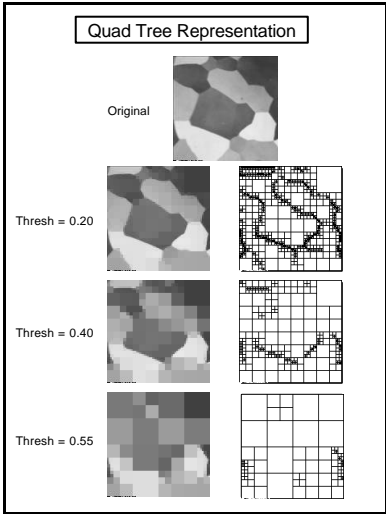 Quad Tree Representation
Original
Thresh = 0.20
Thresh = 0.40
Thresh = 0.55